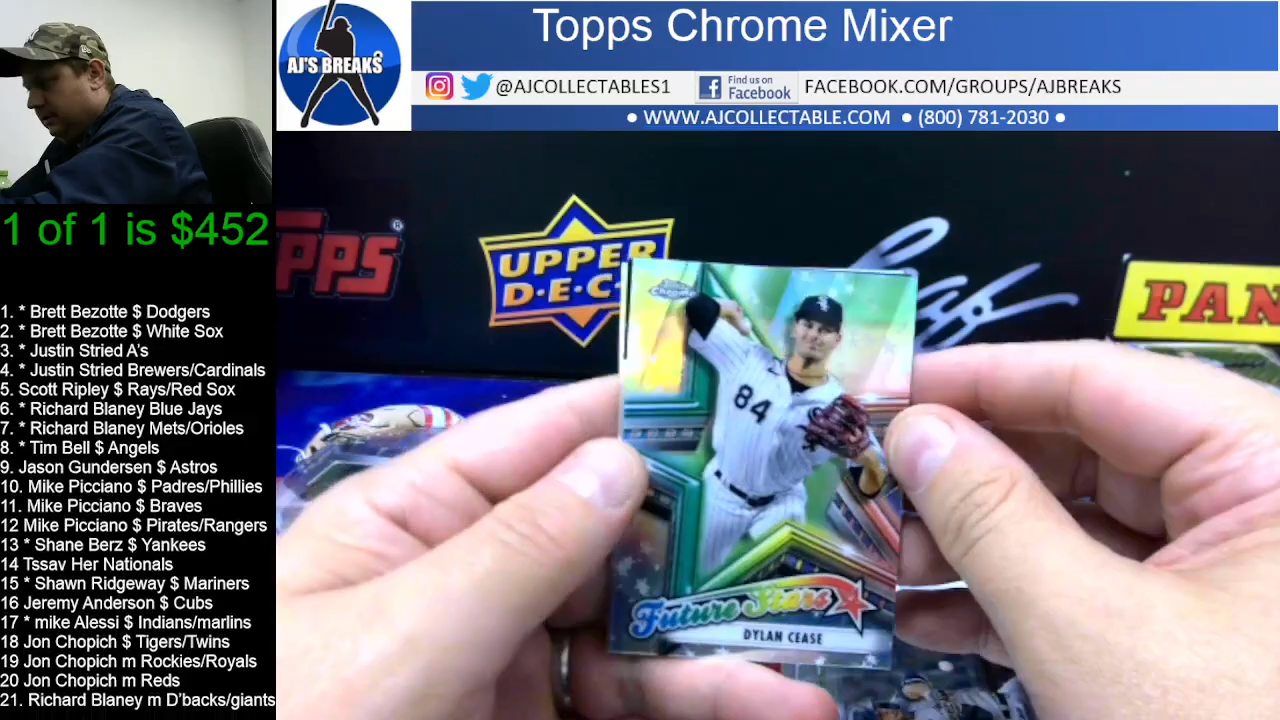 AJ'S BREAKS
Topps Chrome Mixer
@AJCOLLECTABLES1
Find us on
Facebook
FACEBOOK.COM/GROUPS/AJBREAKS
• WWW.AJCOLLECTABLE.COM • (800) 781-2030 •
1 of 1 is $452
1. * Brett Bezotte $ Dodgers
2. * Brett Bezotte $ White Sox
3. * Justin Stried A's
4. * Justin Stried Brewers/Cardinals
5. Scott Ripley $ Rays/Red Sox
6. * Richard Blaney Blue Jays
7. * Richard Blaney Mets/Orioles
8. * Tim Bell $ Angels
9. Jason Gundersen $ Astros
10. Mike Picciano $ Padres/Phillies
11. Mike Picciano $ Braves
12 Mike Picciano $ Pirates/Rangers
13 * Shane Berz $ Yankees
14 Tssav Her Nationals
15 * Shawn Ridgeway $ Mariners
16 Jeremy Anderson $ Cubs
17 * mike Alessi $ Indians/marlins
18 Jon Chopich $ Tigers/Twins
19 Jon Chopich m Rockies/Royals
20 Jon Chopich m Reds
21. Richard Blaney m D'backs/giants
PPS®
UPPER
D·E·C
PAN
Topps
Chrome
84
Future Stars
DYLAN CEASE